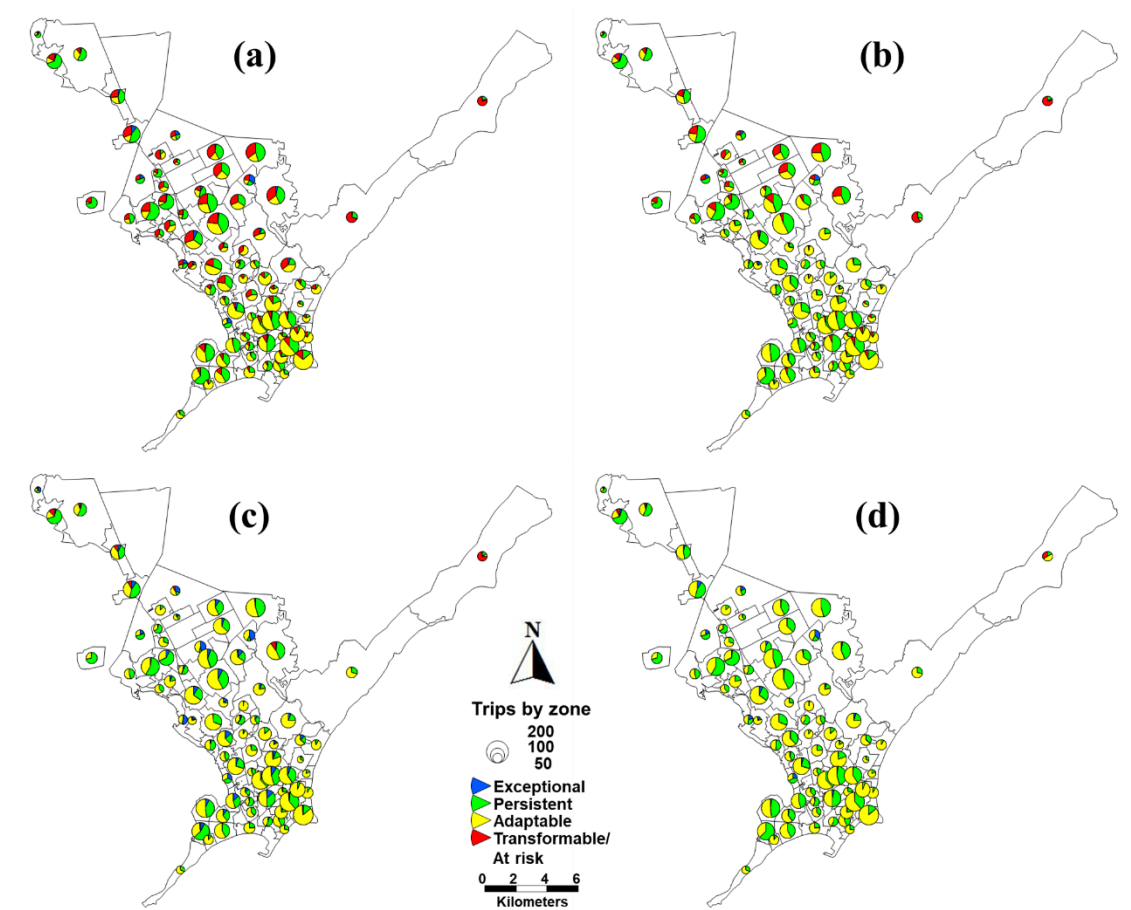 (a)
(b)
(c)
(d)
N
Trips by zone
200
100
50
Exceptional
Persistent
Adaptable
Transformable/
At risk
0 2 4 6
Kilometers